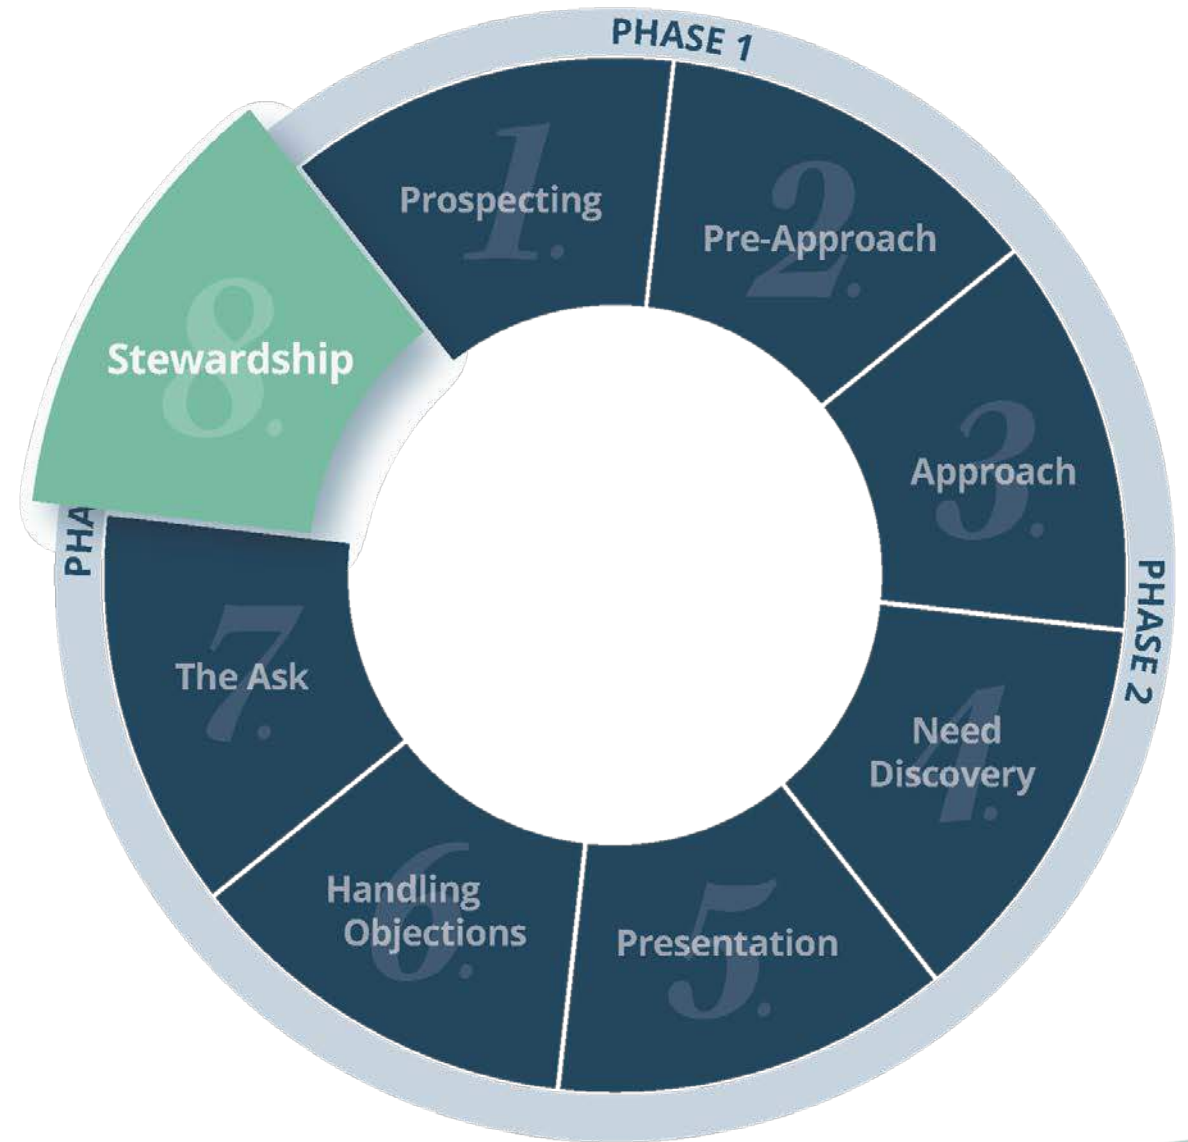 PHASE 1
1.
Prospecting
2.
Pre-Approach
3.
Approach
PHASE 2
4.
Need
Discovery
5.
Presentation
6.
Handling
Objections
7.
The Ask
PHA
8.
Stewardship